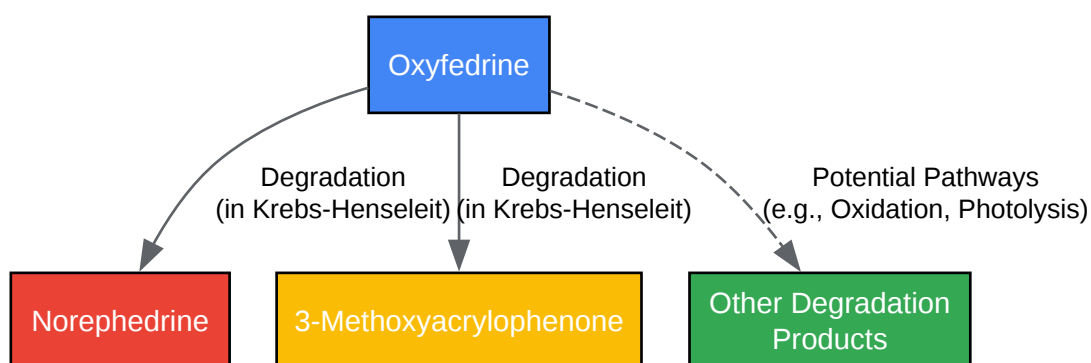 Oxyfedrine
Degradation
(in Krebs-Henseleit)
Degradation
(in Krebs-Henseleit)
Potential Pathways
(e.g., Oxidation, Photolysis)
Norephedrine
3-Methoxyacrylophenone
Other Degradation
Products